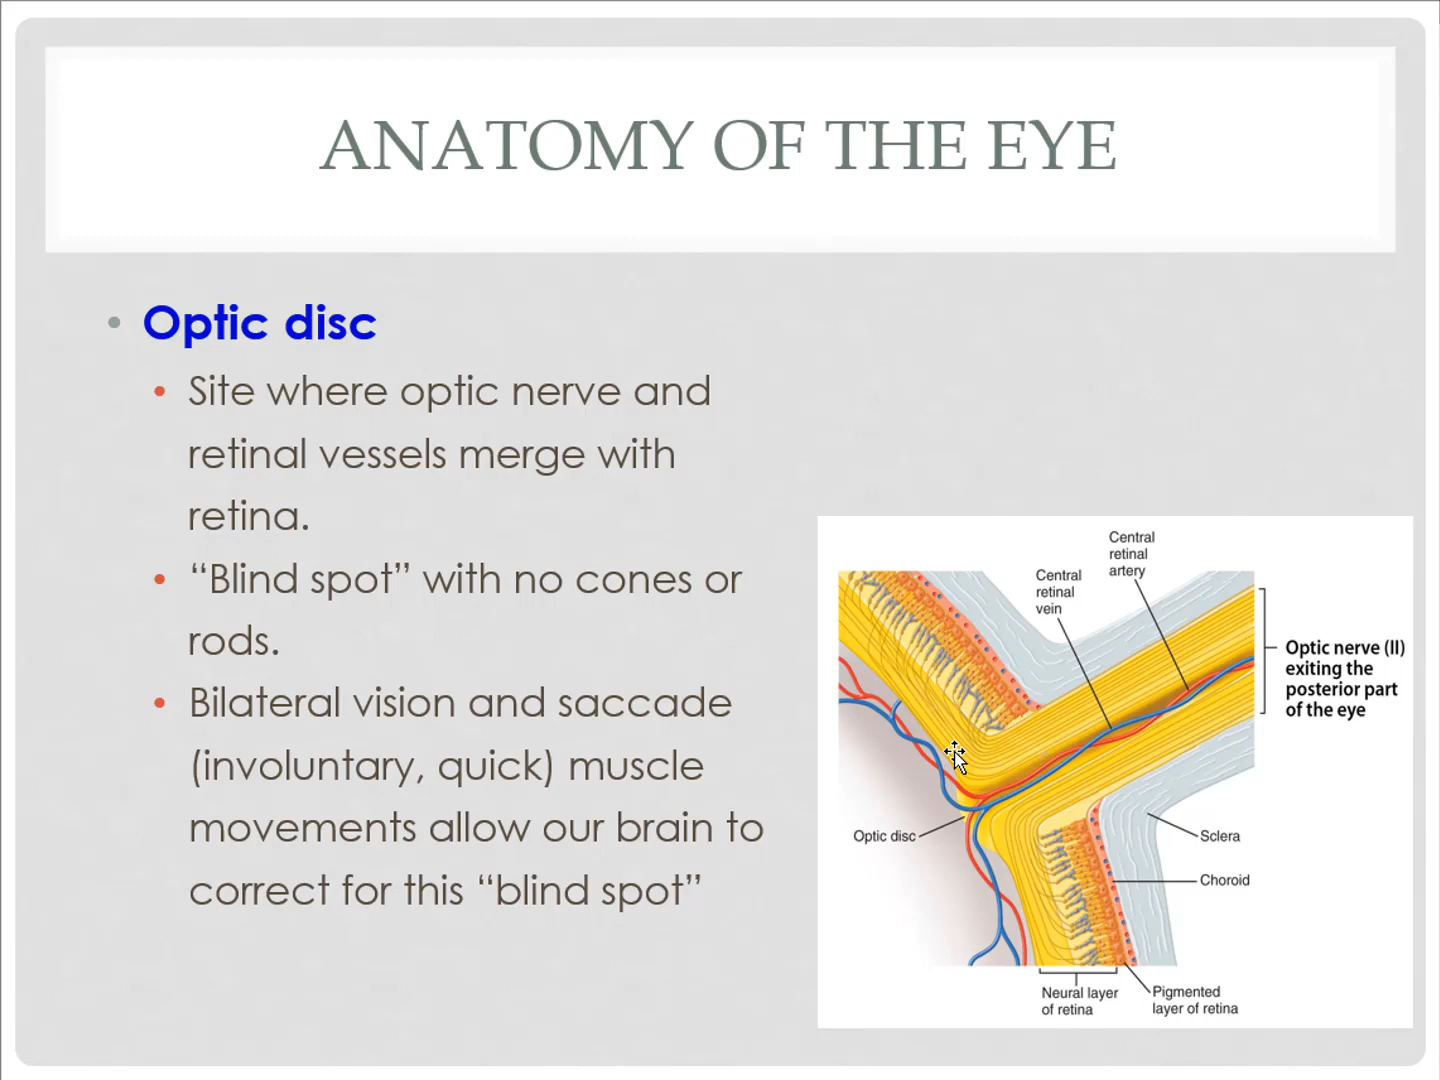 ANATOMY OF THE EYE
• Optic disc
• Site where optic nerve and
retinal vessels merge with
retina.
• “Blind spot” with no cones or
rods.
• Bilateral vision and saccade
(involuntary, quick) muscle
movements allow our brain to
correct for this “blind spot”
Central
retinal
artery
Central
retinal
vein
Optic nerve (II)
exiting the
posterior part
of the eye
Optic disc
Sclera
Choroid
Neural layer
of retina
Pigmented
layer of retina